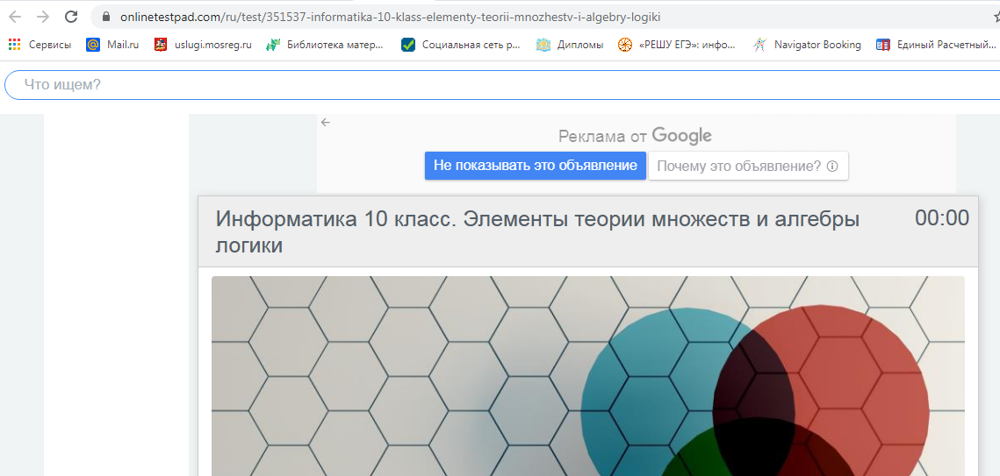 onlinetestpad.com/ru/test/351537-informatika-10-klass-elementy-teorii-mnozhestv-i-algebry-logiki
Сервисы Mail.ru uslugi.mosreg.ru Библиотека матер... Социальная сеть р... Дипломы «РЕШУ ЕГЭ»: инфо... Navigator Booking Единый Расчетный...
Что ищем?
Реклама от Google
Не показывать это объявление Почему это объявление?
Информатика 10 класс. Элементы теории множеств и алгебры 00:00
логики